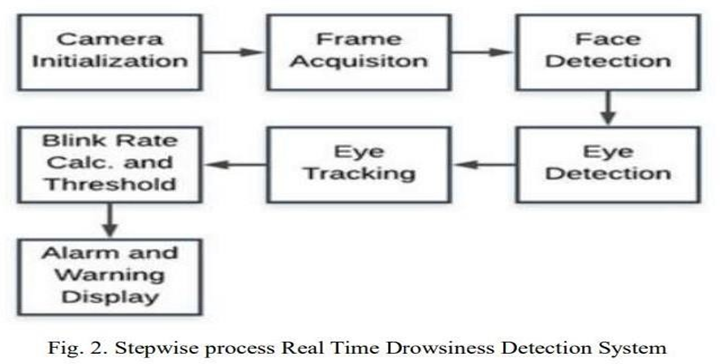 Camera
Initialization
Frame
Acquisiton
Face
Detection
Eye
Detection
Eye
Tracking
Blink Rate
Calc. and
Threshold
Alarm and
Warning
Display
Fig. 2. Stepwise process Real Time Drowsiness Detection System